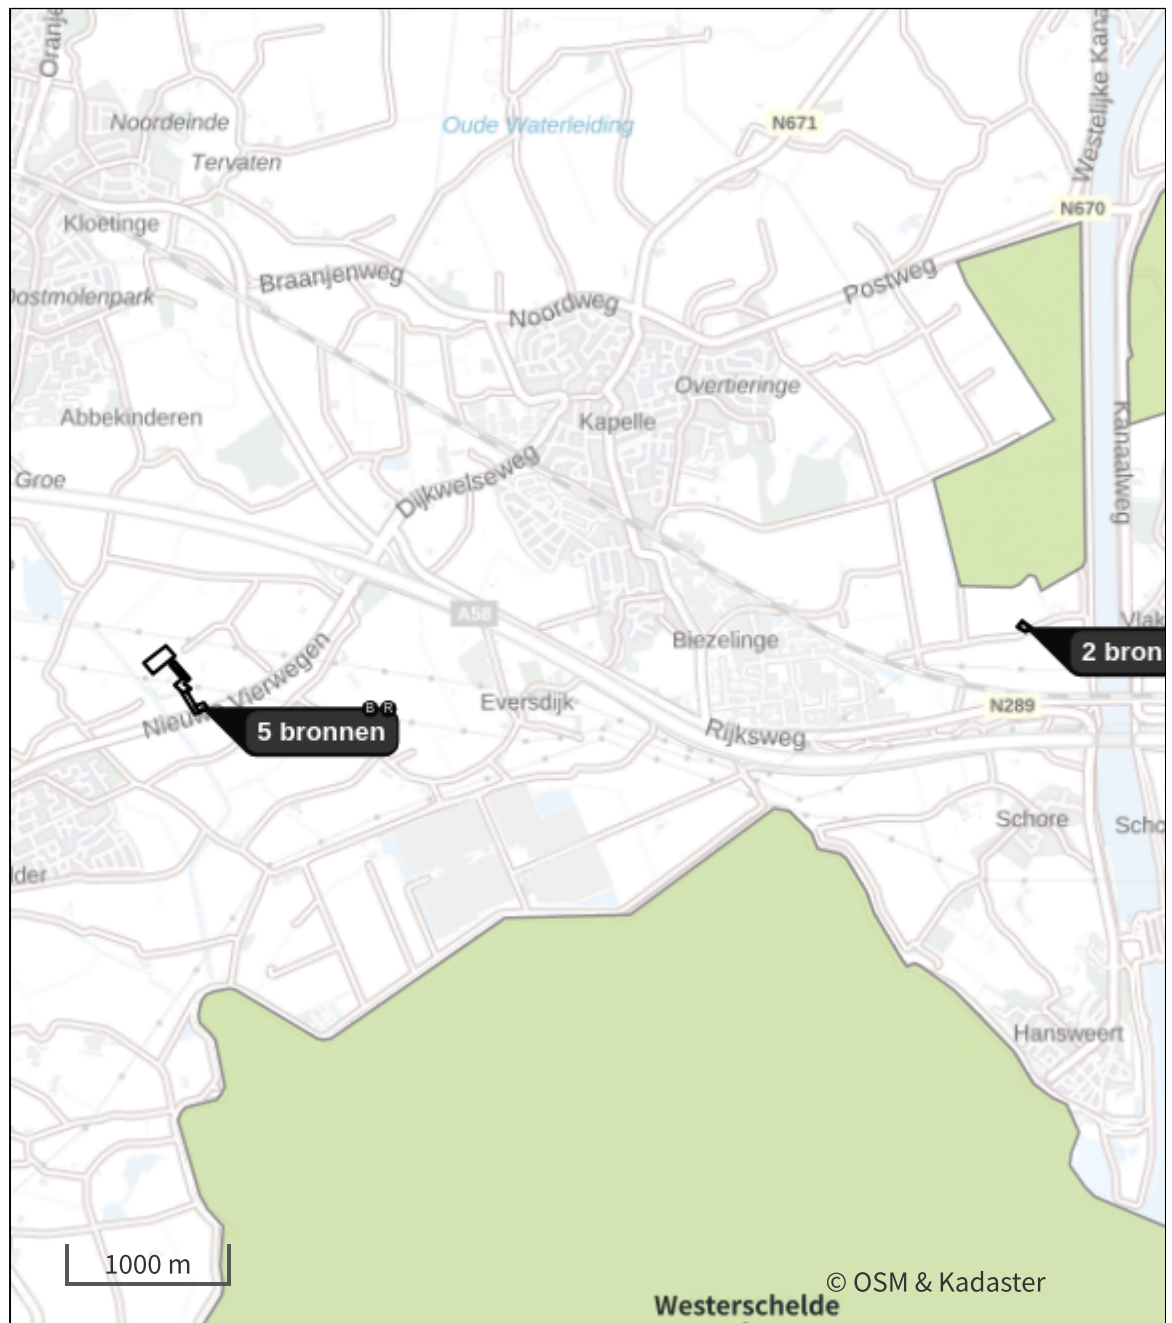 Oranje
Westelijke Kana
Noordeinde
Oude Waterleiding
N671
Tervaten
N670
Kloetinge
Braanjenweg
Postweg
Oostmolenpark
Noordweg
Overtieringe
Abbekinderen
Kapelle
Kanaalweg
Groe
Dijkwelseweg
A58
Vlak
Biezelinge
2 bron
Nieuwe Vierwegen
Eversdijk
N289
B R
5 bronnen
Rijksweg
Schore
Scho
lder
Hansweert
1000 m
© OSM & Kadaster
Westerschelde